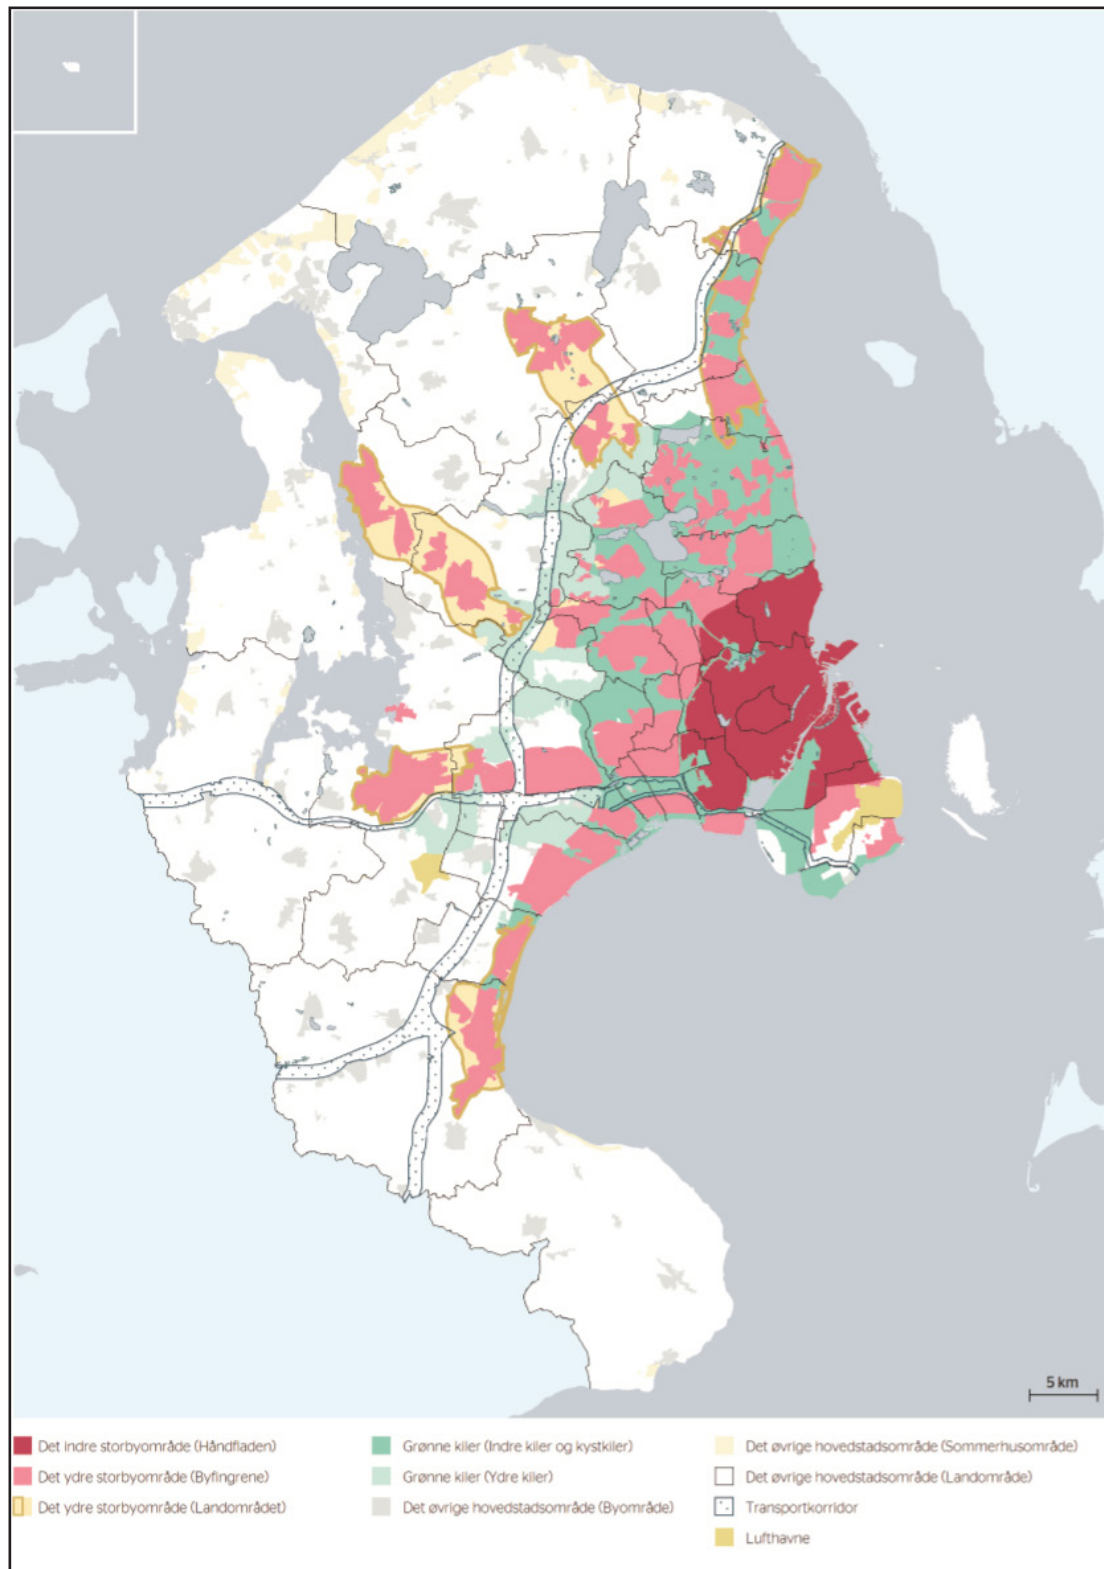 5 km
Det indre storbyområde (Håndfladen)
Det ydre storbyområde (Byfingrene)
Det ydre storbyområde (Landområdet)
Grønne kiler (Indre kiler og kystkiler)
Grønne kiler (Ydre kiler)
Det øvrige hovedstadsområde (Byområde)
Det øvrige hovedstadsområde (Sommerhusområde)
Det øvrige hovedstadsområde (Landområde)
Transportkorridor
Lufthavne